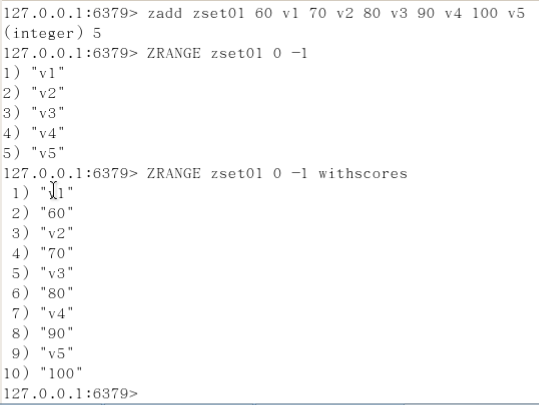 127.0.0.1:6379> zadd zset01 60 v1 70 v2 80 v3 90 v4 100 v5
(integer) 5
127.0.0.1:6379> ZRANGE zset01 0 -1
1) "v1"
2) "v2"
3) "v3"
4) "v4"
5) "v5"
127.0.0.1:6379> ZRANGE zset01 0 -1 withscores
1) "v1"
2) "60"
3) "v2"
4) "70"
5) "v3"
6) "80"
7) "v4"
8) "90"
9) "v5"
10) "100"
127.0.0.1:6379>